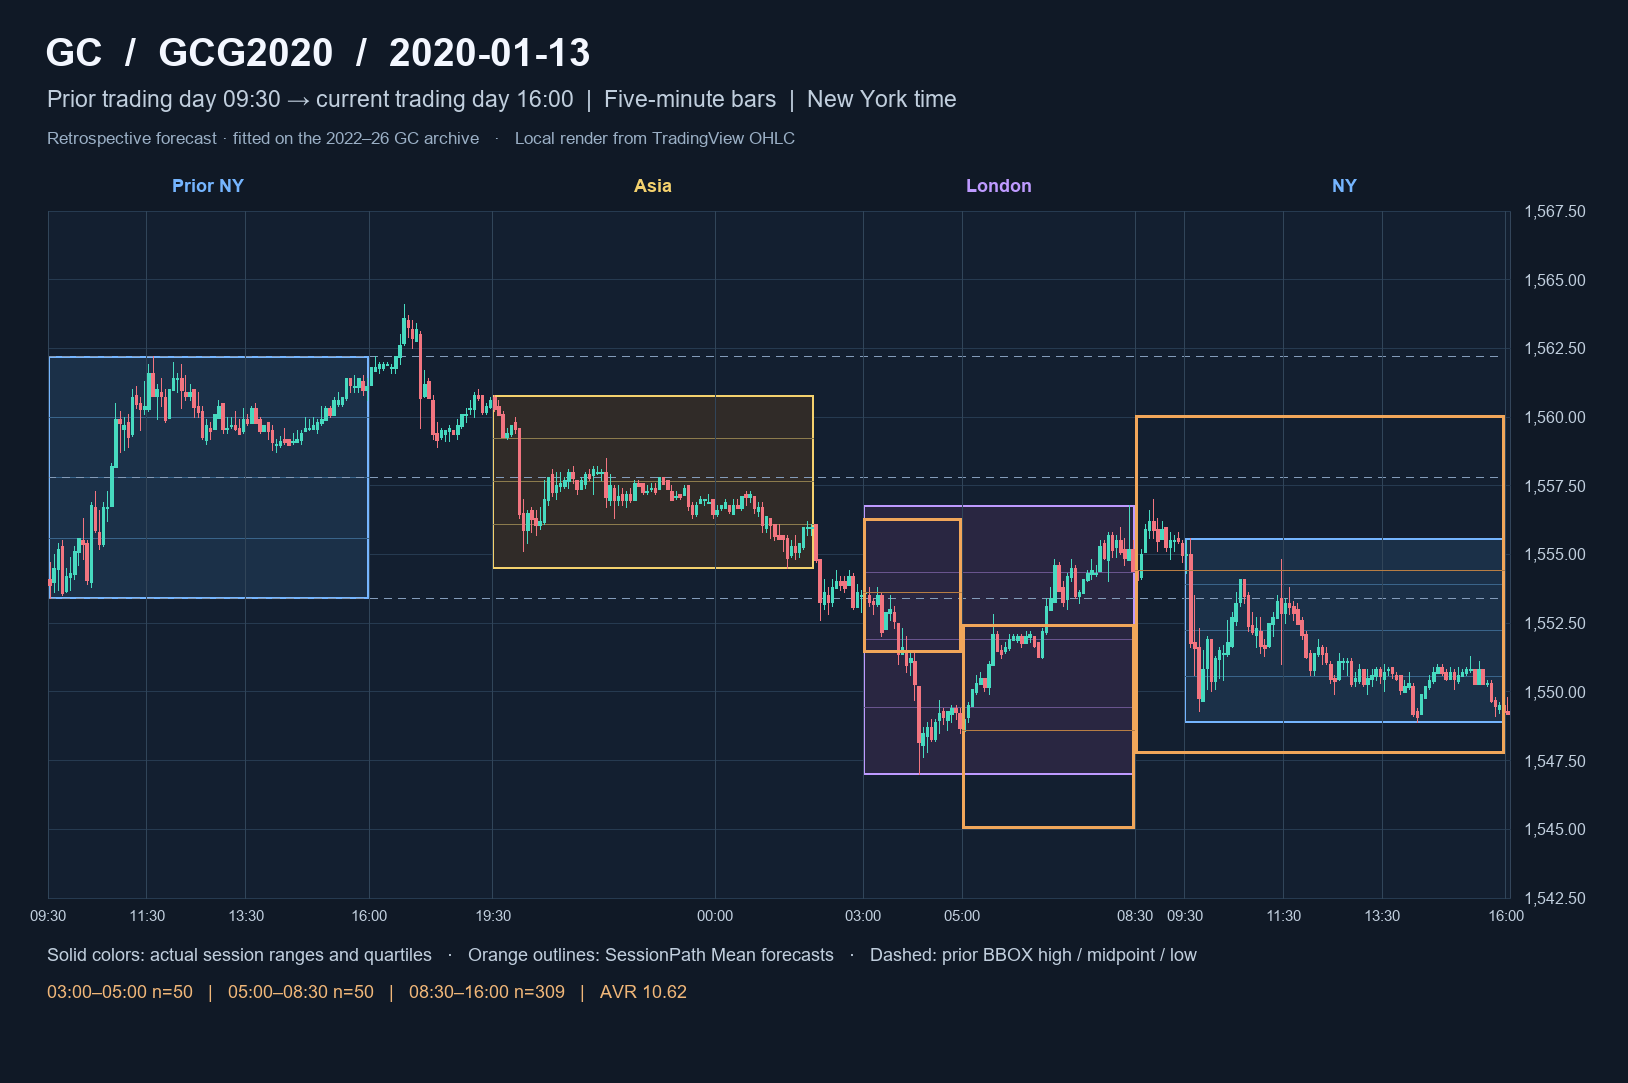 GC / GCG2020 / 2020-01-13
Prior trading day 09:30 → current trading day 16:00 | Five-minute bars | New York time
Retrospective forecast · fitted on the 2022–26 GC archive · Local render from TradingView OHLC
Prior NY Asia London NY
1,567.50
1,565.00
1,562.50
1,560.00
1,557.50
1,555.00
1,552.50
1,550.00
1,547.50
1,545.00
1,542.50
09:30 11:30 13:30 16:00 19:30 00:00 03:00 05:00 08:30 09:30 11:30 13:30 16:00
Solid colors: actual session ranges and quartiles · Orange outlines: SessionPath Mean forecasts · Dashed: prior BBOX high / midpoint / low
03:00–05:00 n=50 | 05:00–08:30 n=50 | 08:30–16:00 n=309 | AVR 10.62